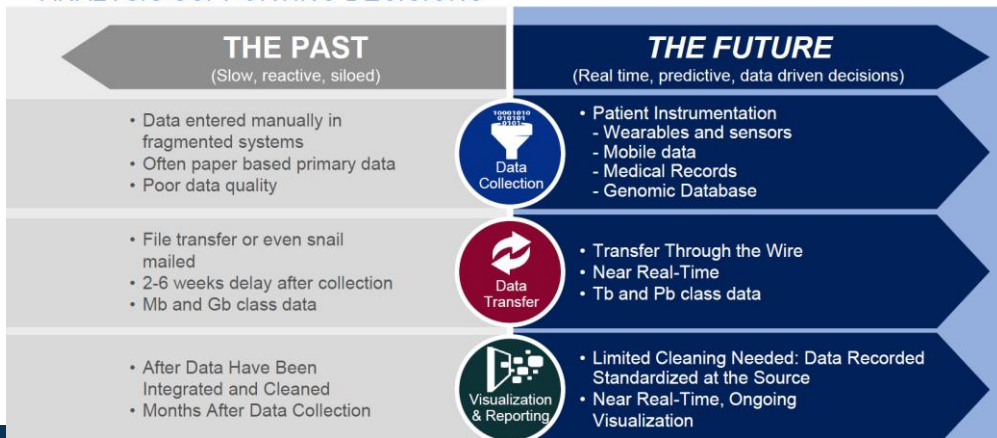 THE PAST
(Slow, reactive, siloed)
THE FUTURE
(Real time, predictive, data driven decisions)
• Data entered manually in
fragmented systems
• Often paper based primary data
• Poor data quality
10001010
010101
0101
Data
Collection
• Patient Instrumentation
- Wearables and sensors
- Mobile data
- Medical Records
- Genomic Database
• File transfer or even snail
mailed
• 2-6 weeks delay after collection
• Mb and Gb class data
Data
Transfer
• Transfer Through the Wire
• Near Real-Time
• Tb and Pb class data
• After Data Have Been
Integrated and Cleaned
• Months After Data Collection
Visualization
& Reporting
• Limited Cleaning Needed: Data Recorded
Standardized at the Source
• Near Real-Time, Ongoing
Visualization